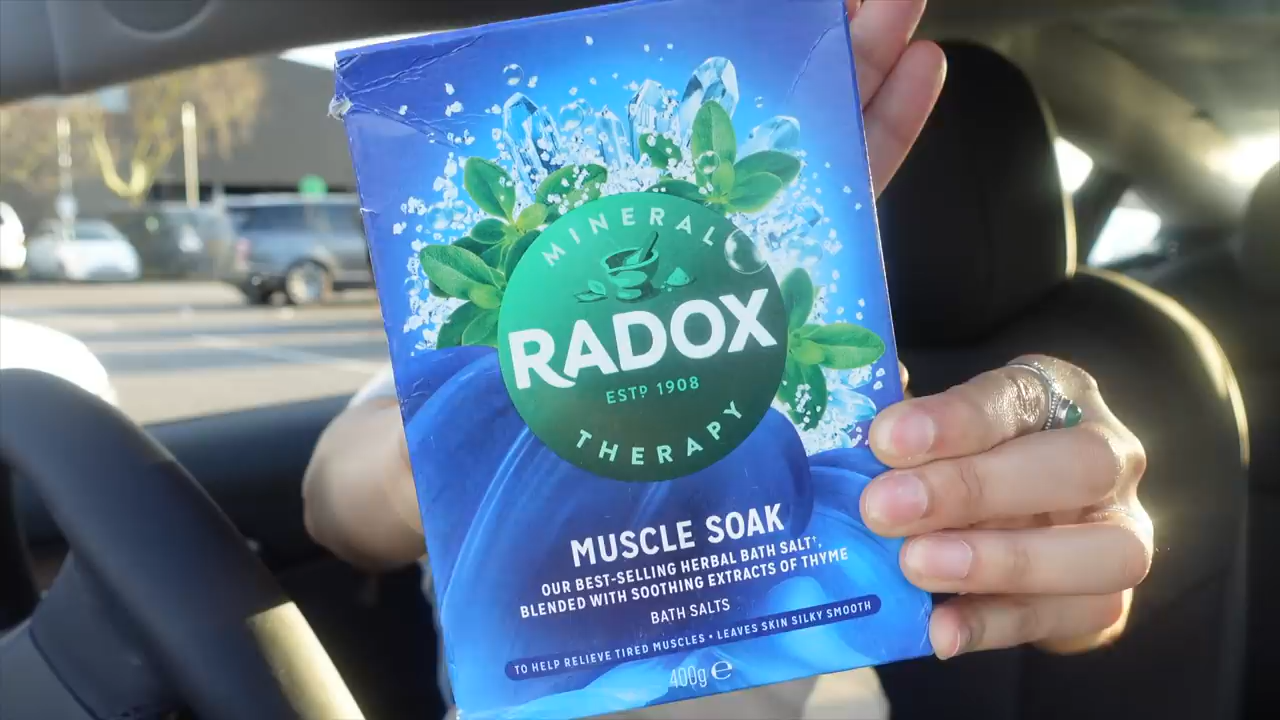 MINERAL
RADOX
ESTD 1908
THERAPY
MUSCLE SOAK
OUR BEST-SELLING HERBAL BATH SALT†,
BLENDED WITH SOOTHING EXTRACTS OF THYME
BATH SALTS
TO HELP RELIEVE TIRED MUSCLES • LEAVES SKIN SILKY SMOOTH
400g ℮